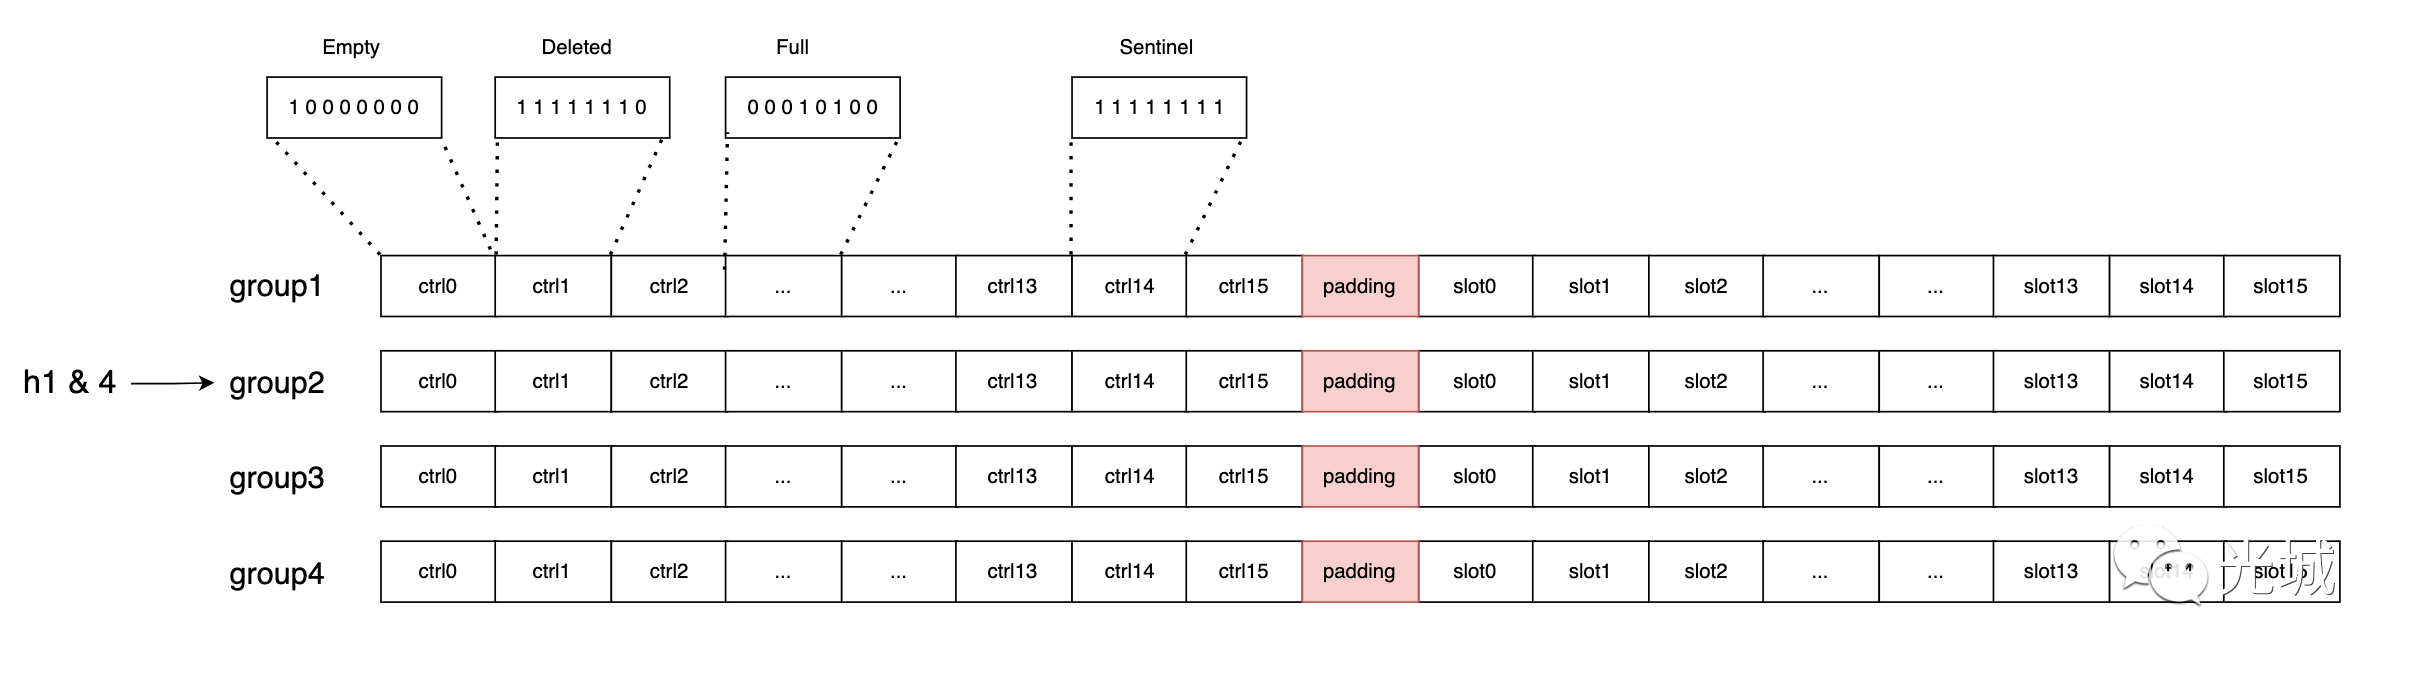 Empty Deleted Full Sentinel
1 0 0 0 0 0 0 0 1 1 1 1 1 1 1 0 0 0 0 1 0 1 0 0 1 1 1 1 1 1 1 1
group1 ctrl0 ctrl1 ctrl2 ... ... ctrl13 ctrl14 ctrl15 padding slot0 slot1 slot2 ... ... slot13 slot14 slot15
h1 & 4 group2 ctrl0 ctrl1 ctrl2 ... ... ctrl13 ctrl14 ctrl15 padding slot0 slot1 slot2 ... ... slot13 slot14 slot15
group3 ctrl0 ctrl1 ctrl2 ... ... ctrl13 ctrl14 ctrl15 padding slot0 slot1 slot2 ... ... slot13 slot14 slot15
group4 ctrl0 ctrl1 ctrl2 ... ... ctrl13 ctrl14 ctrl15 padding slot0 slot1 slot2 ... ... slot13 slot14 slot15
光城